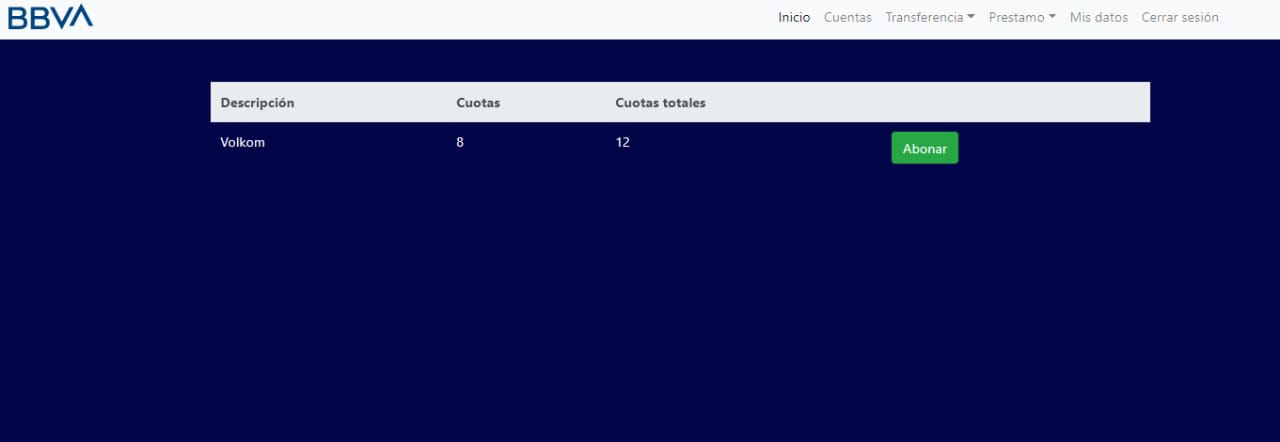 BBVA
Inicio Cuentas Transferencia Prestamo Mis datos Cerrar sesión
Descripción Cuotas Cuotas totales
Volkom 8 12 Abonar